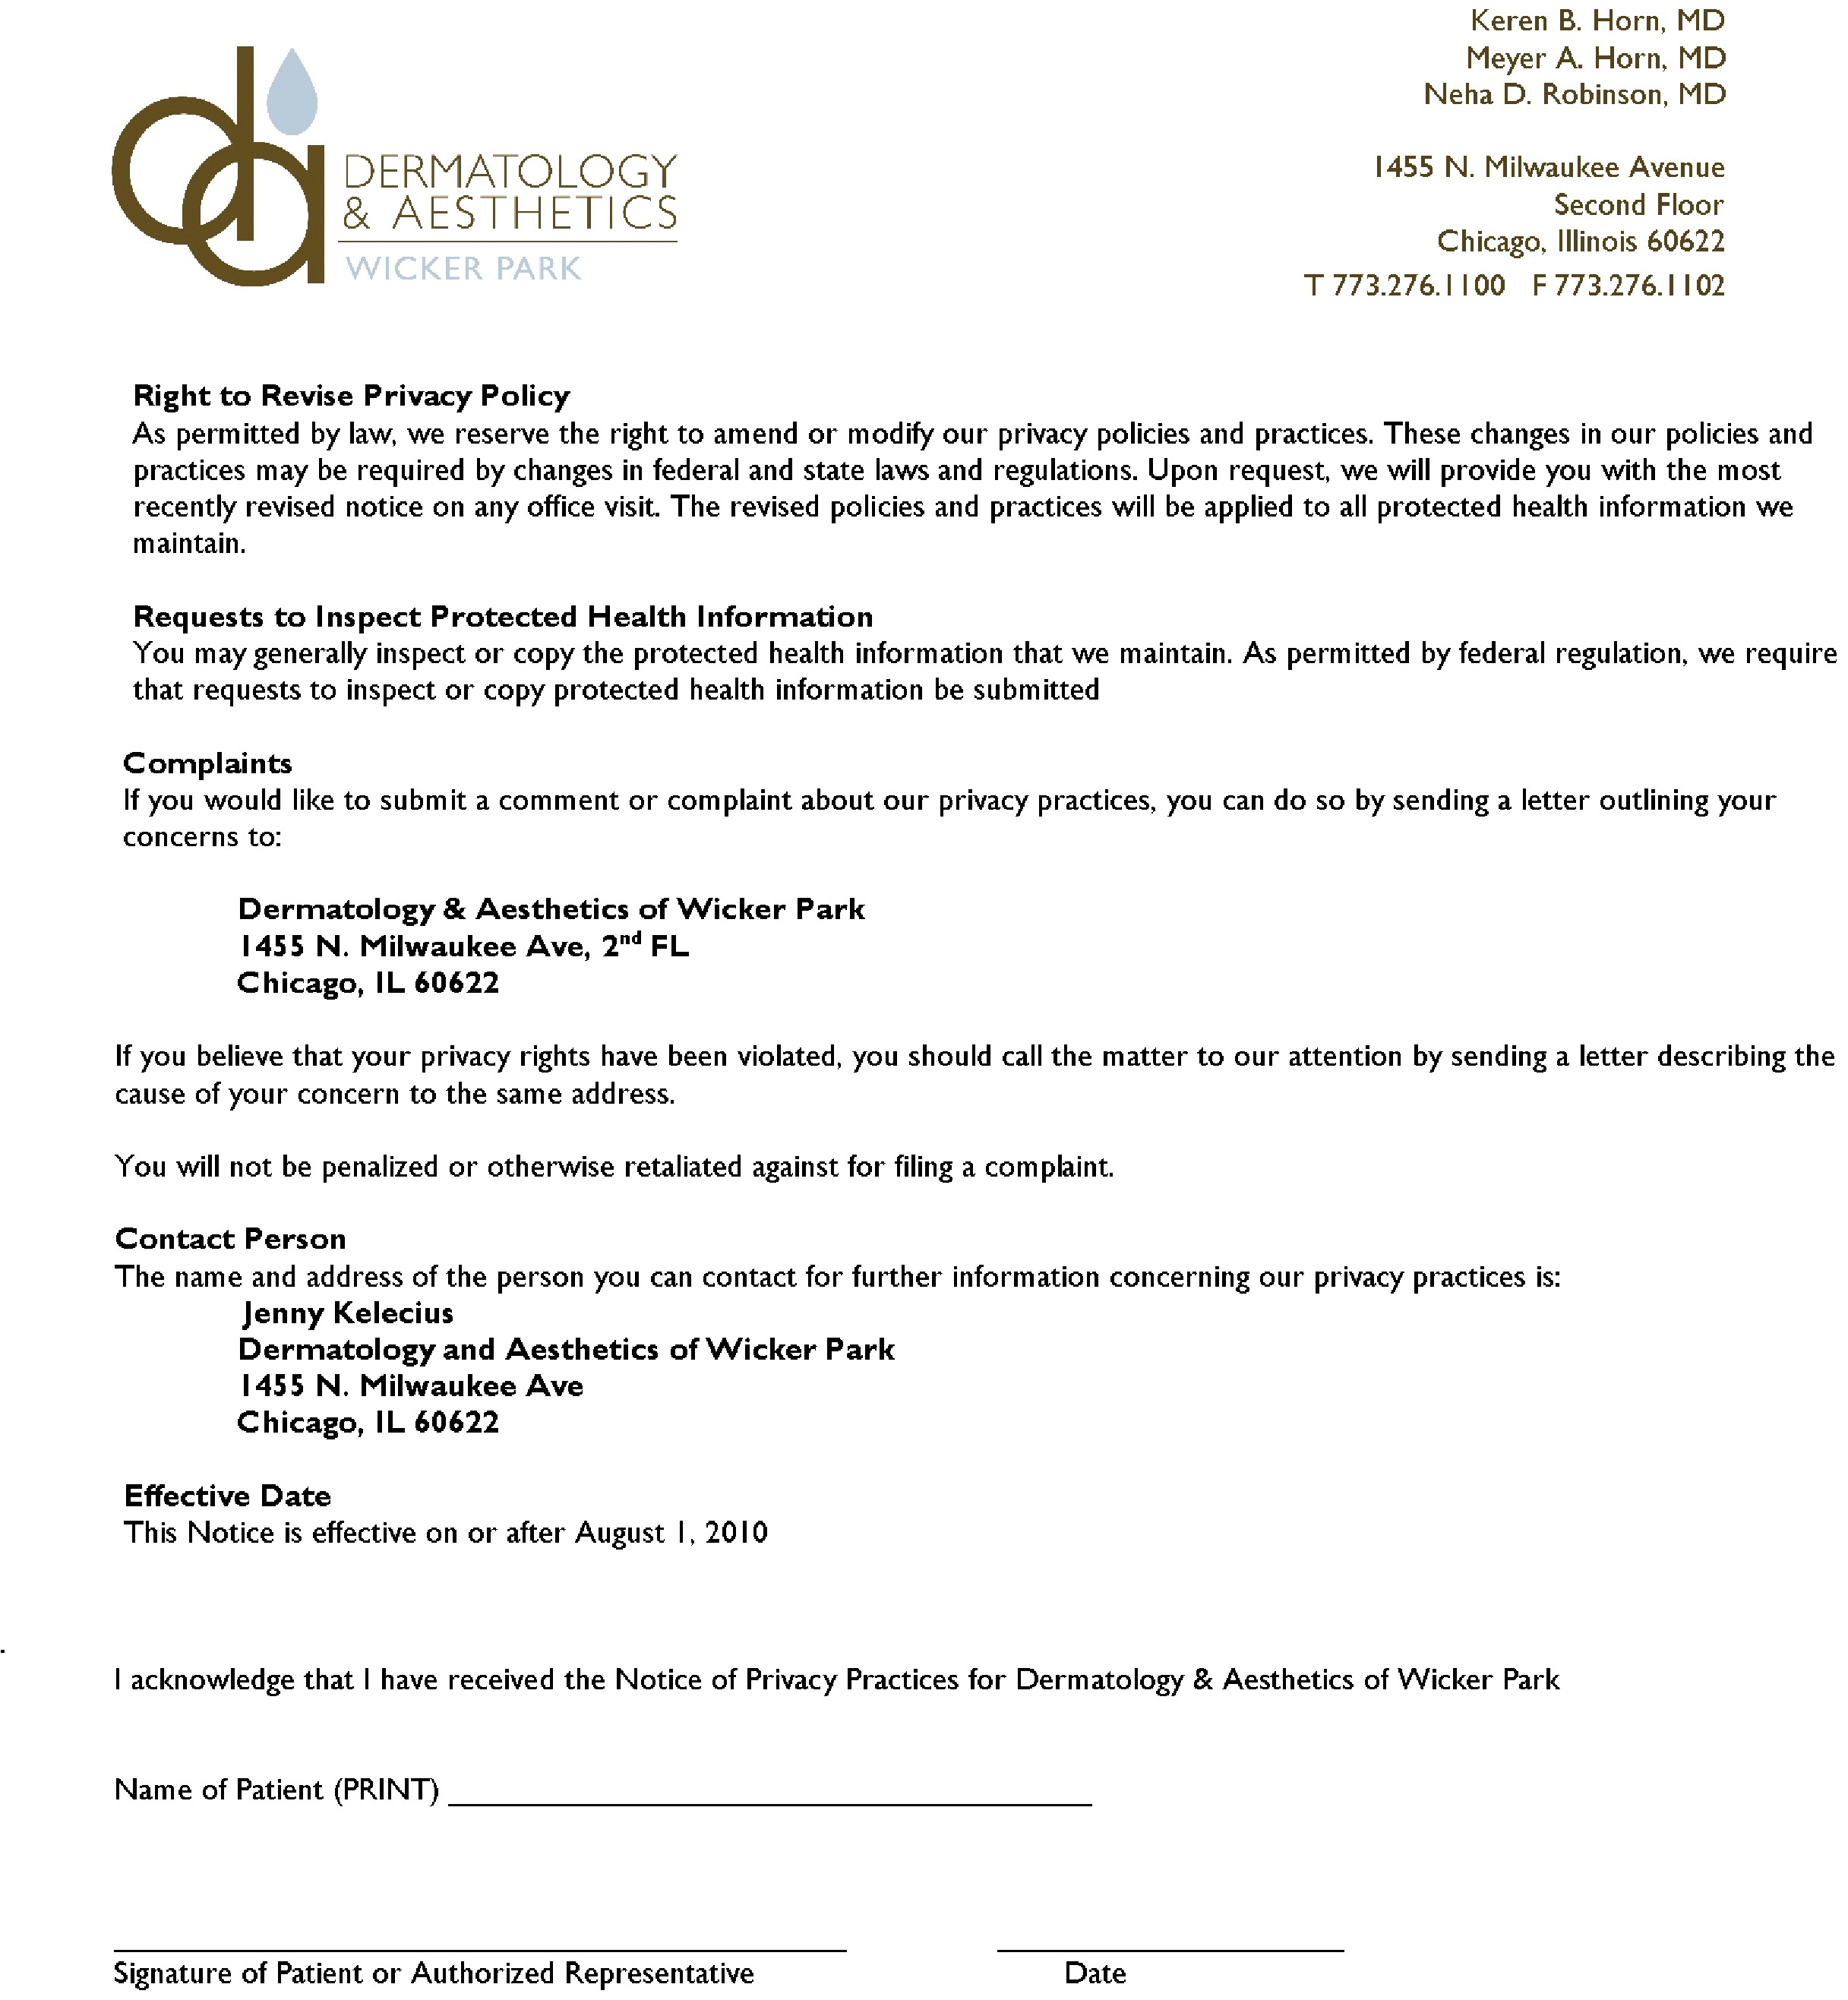 Keren B. Horn, MD
Meyer A. Horn, MD
Neha D. Robinson, MD
1455 N. Milwaukee Avenue
Second Floor
Chicago, Illinois 60622
T 773.276.1100 F 773.276.1102
da
DERMATOLOGY
& AESTHETICS
WICKER PARK
Right to Revise Privacy Policy
As permitted by law, we reserve the right to amend or modify our privacy policies and practices. These changes in our policies and
practices may be required by changes in federal and state laws and regulations. Upon request, we will provide you with the most
recently revised notice on any office visit. The revised policies and practices will be applied to all protected health information we
maintain.
Requests to Inspect Protected Health Information
You may generally inspect or copy the protected health information that we maintain. As permitted by federal regulation, we require
that requests to inspect or copy protected health information be submitted
Complaints
If you would like to submit a comment or complaint about our privacy practices, you can do so by sending a letter outlining your
concerns to:
Dermatology & Aesthetics of Wicker Park
1455 N. Milwaukee Ave, 2nd FL
Chicago, IL 60622
If you believe that your privacy rights have been violated, you should call the matter to our attention by sending a letter describing the
cause of your concern to the same address.
You will not be penalized or otherwise retaliated against for filing a complaint.
Contact Person
The name and address of the person you can contact for further information concerning our privacy practices is:
Jenny Kelecius
Dermatology and Aesthetics of Wicker Park
1455 N. Milwaukee Ave
Chicago, IL 60622
Effective Date
This Notice is effective on or after August 1, 2010
.
I acknowledge that I have received the Notice of Privacy Practices for Dermatology & Aesthetics of Wicker Park
Name of Patient (PRINT) ____________________
Signature of Patient or Authorized Representative Date